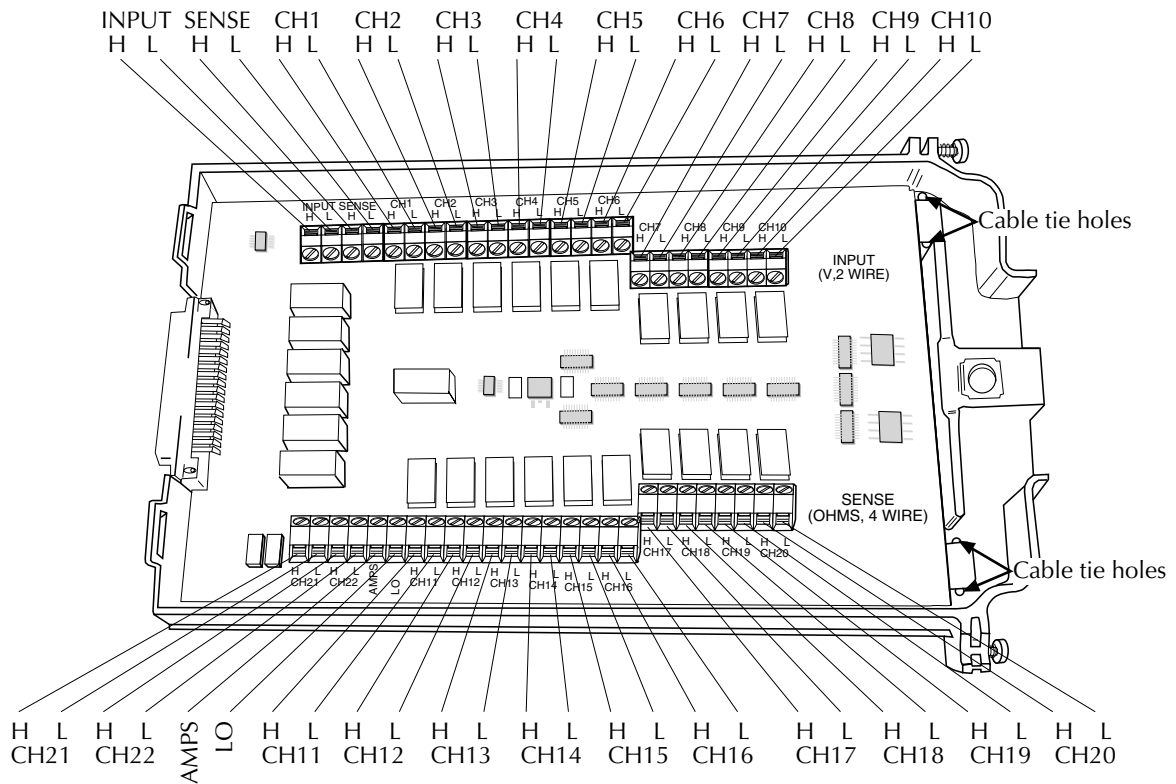 INPUT SENSE CH1 CH2 CH3 CH4 CH5 CH6 CH7 CH8 CH9 CH10
H L H L H L H L H L H L H L H L H L H L H L H L
INPUT SENSE CH1 CH2 CH3 CH4 CH5 CH6
H L H L H L H L H L H L H L H L
CH7 CH8 CH9 CH10
H L H L H L H L
Cable tie holes
INPUT
(V,2 WIRE)
SENSE
(OHMS, 4 WIRE)
H L H L H L H L
CH17 CH18 CH19 CH20
H L H L AMPS LO H L H L H L H L H L H L
CH21 CH22 CH11 CH12 CH13 CH14 CH15 CH16
Cable tie holes
H L H L AMPS LO H L H L H L H L H L H L H L H L H L H L
CH21 CH22 CH11 CH12 CH13 CH14 CH15 CH16 CH17 CH18 CH19 CH20